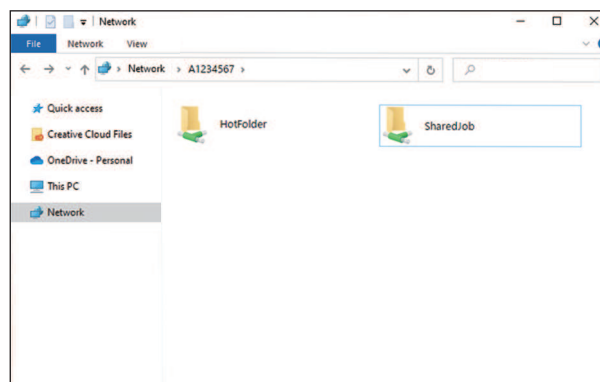 Network
File Network View
Network > A1234567 >
Quick access
Creative Cloud Files
OneDrive - Personal
This PC
Network
HotFolder
SharedJob